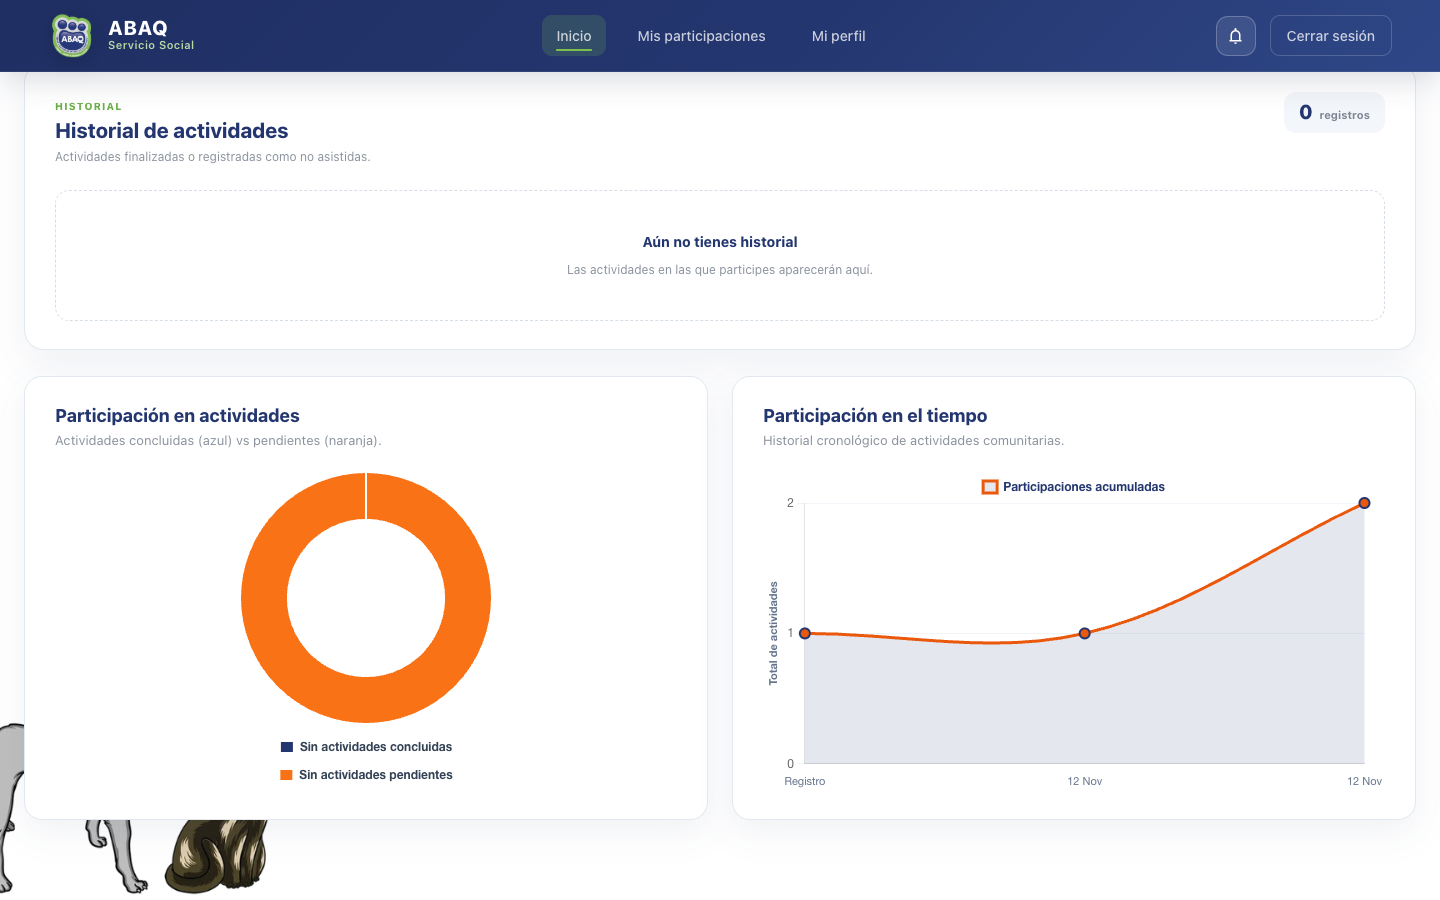 ABAQ
ABAQ
Servicio Social
Inicio
Mis participaciones
Mi perfil
Cerrar sesión
HISTORIAL
Historial de actividades
Actividades finalizadas o registradas como no asistidas.
0 registros
Aún no tienes historial
Las actividades en las que participes aparecerán aquí.
Participación en actividades
Actividades concluidas (azul) vs pendientes (naranja).
Sin actividades concluidas
Sin actividades pendientes
Participación en el tiempo
Historial cronológico de actividades comunitarias.
Participaciones acumuladas
Total de actividades
2
1
0
Registro
12 Nov
12 Nov